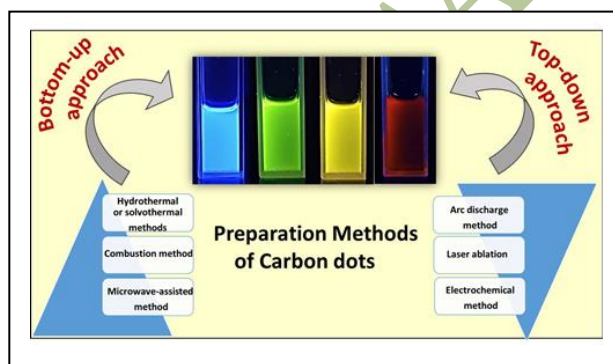 Bottom-up
approach
Top-down
approach
Hydrothermal
or solvothermal
methods
Combustion method
Microwave-assisted
method
Preparation Methods
of Carbon dots
Arc discharge
method
Laser ablation
Electrochemical
method